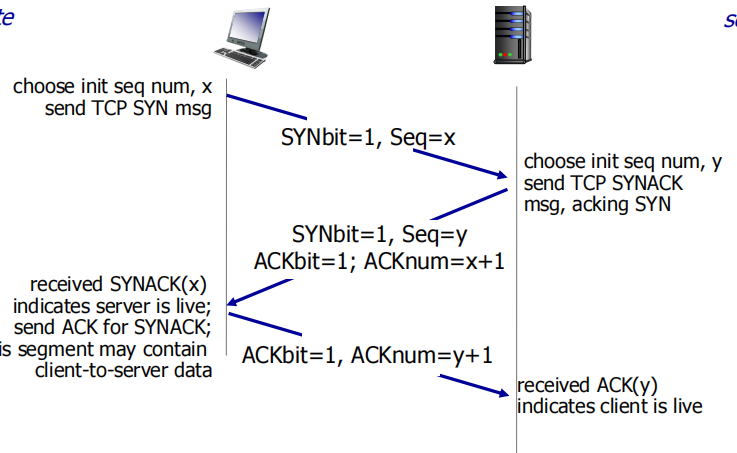 choose init seq num, x
send TCP SYN msg
SYNbit=1, Seq=x
choose init seq num, y
send TCP SYNACK
msg, acking SYN
SYNbit=1, Seq=y
ACKbit=1; ACKnum=x+1
received SYNACK(x)
indicates server is live;
send ACK for SYNACK;
is segment may contain
client-to-server data
ACKbit=1, ACKnum=y+1
received ACK(y)
indicates client is live